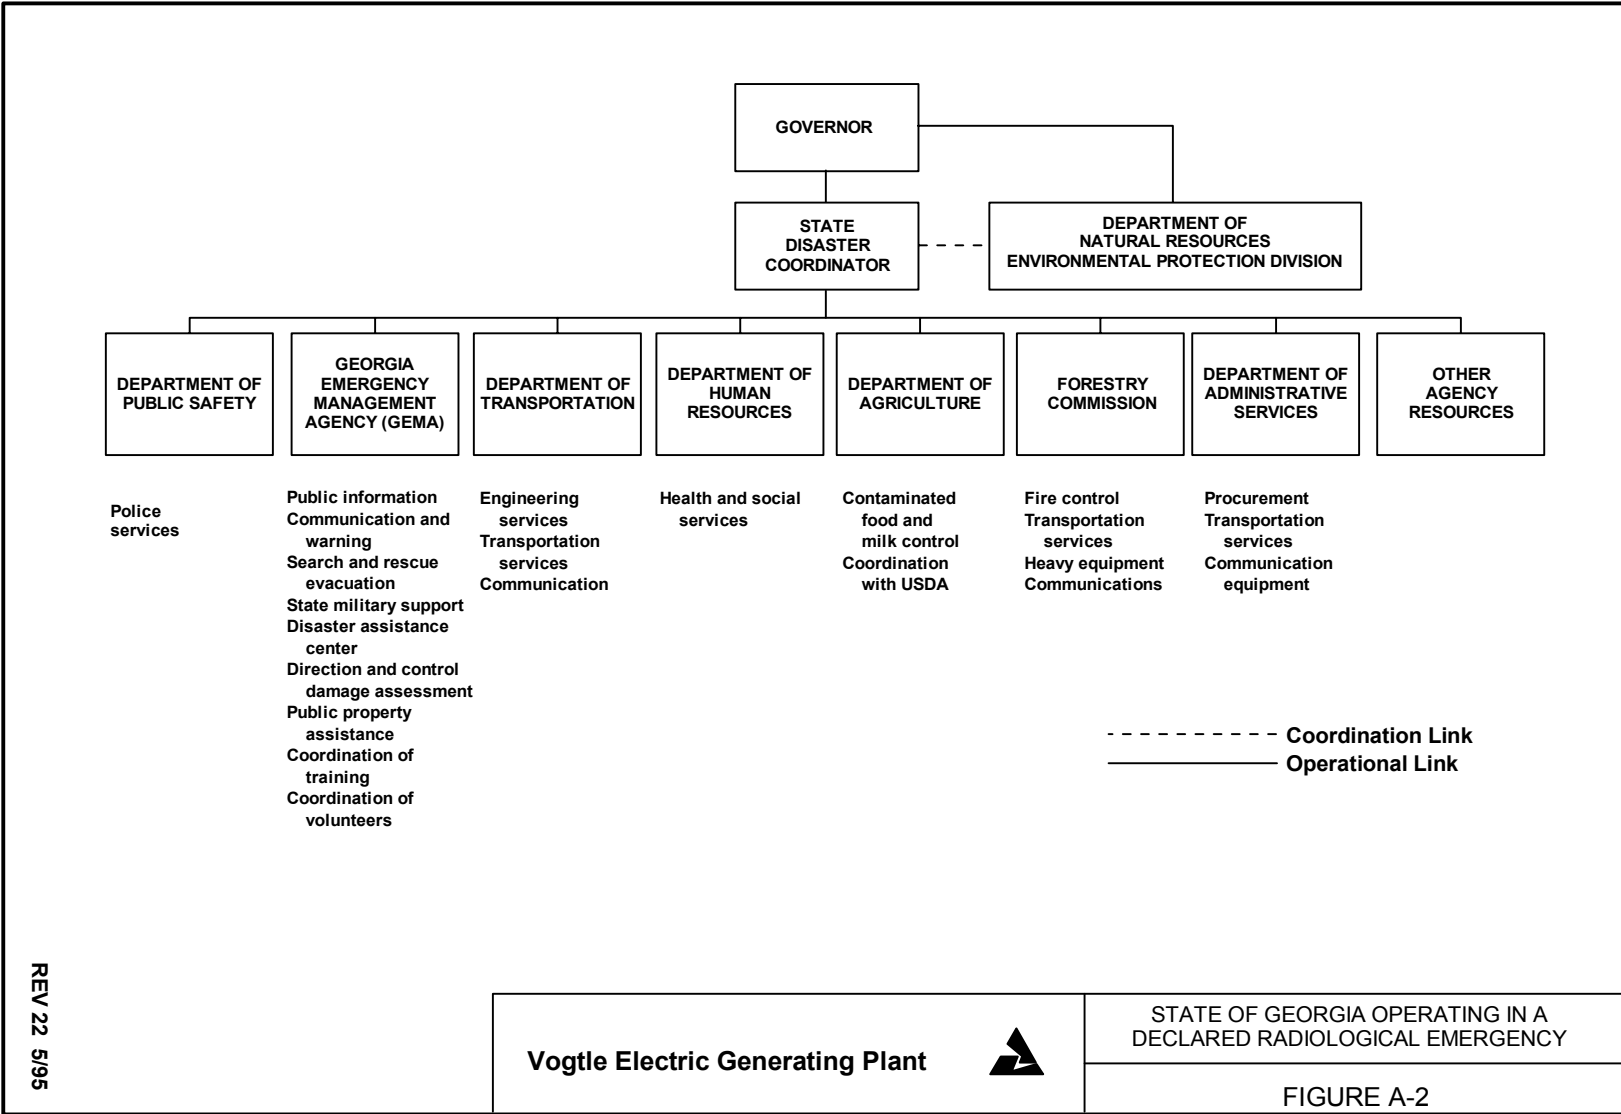 GOVERNOR
STATE
DISASTER
COORDINATOR
DEPARTMENT OF
NATURAL RESOURCES
ENVIRONMENTAL PROTECTION DIVISION
DEPARTMENT OF
PUBLIC SAFETY
GEORGIA
EMERGENCY
MANAGEMENT
AGENCY (GEMA)
DEPARTMENT OF
TRANSPORTATION
DEPARTMENT OF
HUMAN
RESOURCES
DEPARTMENT OF
AGRICULTURE
FORESTRY
COMMISSION
DEPARTMENT OF
ADMINISTRATIVE
SERVICES
OTHER
AGENCY
RESOURCES
Police
services
Public information
Communication and
warning
Search and rescue
evacuation
State military support
Disaster assistance
center
Direction and control
damage assessment
Public property
assistance
Coordination of
training
Coordination of
volunteers
Engineering
services
Transportation
services
Communication
Health and social
services
Contaminated
food and
milk control
Coordination
with USDA
Fire control
Transportation
services
Heavy equipment
Communications
Procurement
Transportation
services
Communication
equipment
Coordination Link
Operational Link
REV 22 5/95
Vogtle Electric Generating Plant
STATE OF GEORGIA OPERATING IN A
DECLARED RADIOLOGICAL EMERGENCY
FIGURE A-2